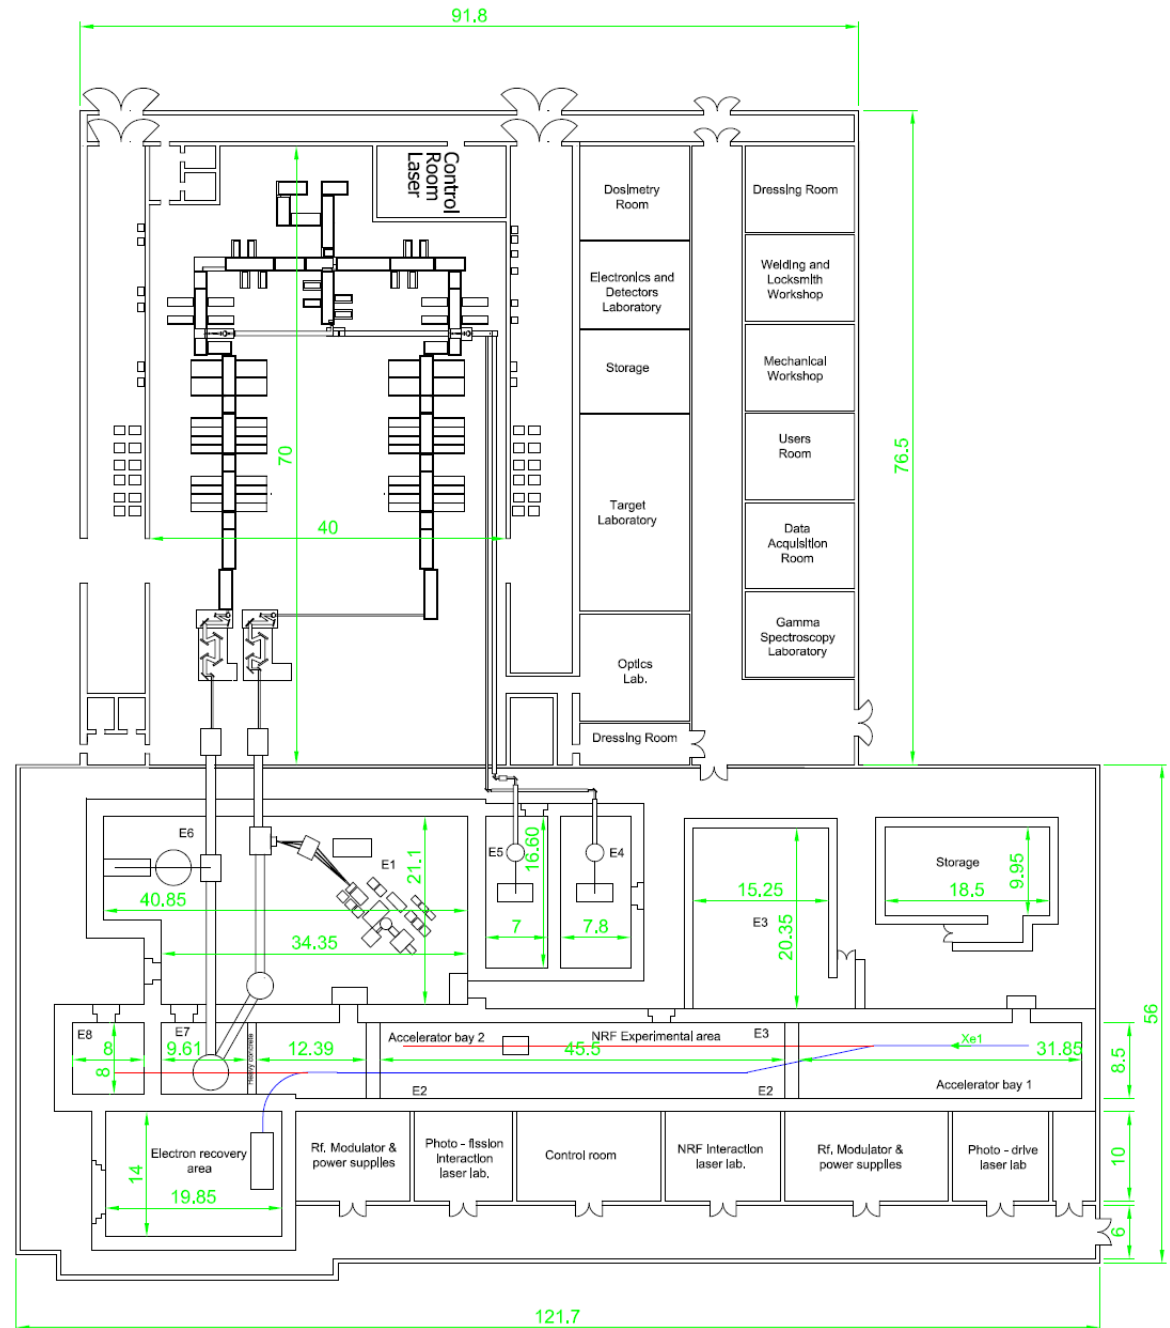 91.8
Control
Room
Laser
Dosimetry
Room
Dressing Room
Electronics and
Detectors
Laboratory
Welding and
Locksmith
Workshop
Storage
Mechanical
Workshop
70
76.5
Users
Room
Target
Laboratory
40
Data
Acquisition
Room
Gamma
Spectroscopy
Laboratory
Optics
Lab.
Dressing Room
E6
E1
21.1
E5
16.60
E4
40.85
34.35
7
7.8
15.25
E3
20.35
Storage
18.5
9.95
56
E8
8
8
E7
9.61
Heavy concrete
12.39
Accelerator bay 2
NRF Experimental area
E3
45.5
Xe1
31.85
8.5
E2
E2
Accelerator bay 1
Electron recovery
area
14
19.85
Rf, Modulator &
power supplies
Photo - fission
Interaction
laser lab.
Control room
NRF Interaction
laser lab.
Rf, Modulator &
power supplies
Photo - drive
laser lab
10
6
121.7